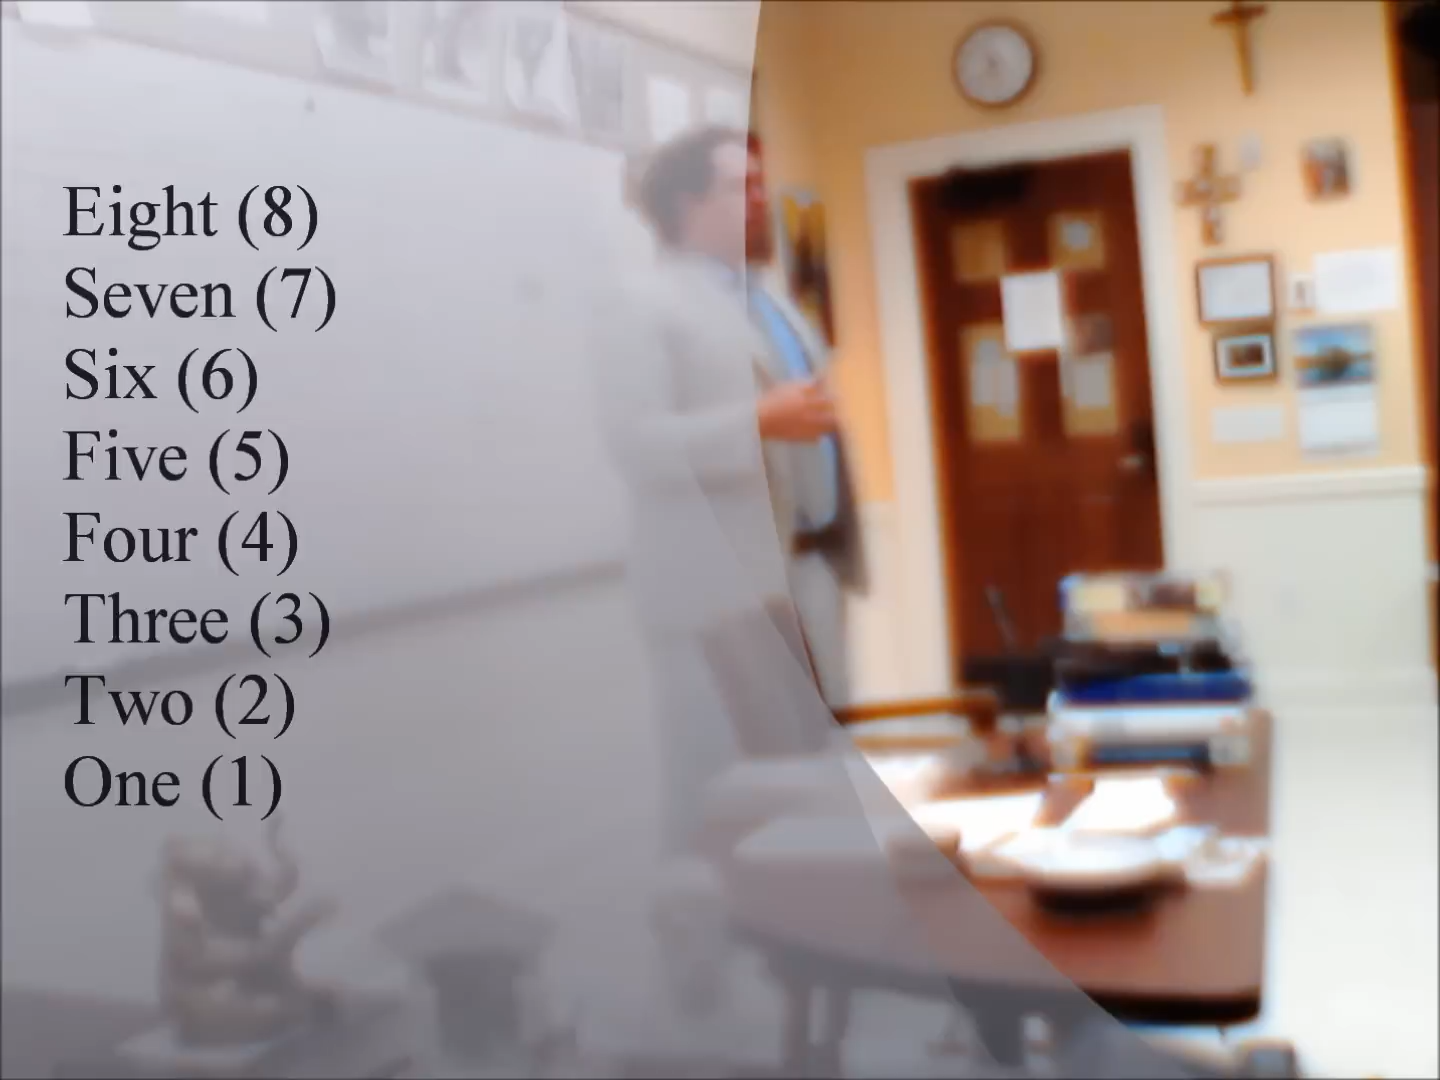 Eight (8)
Seven (7)
Six (6)
Five (5)
Four (4)
Three (3)
Two (2)
One (1)